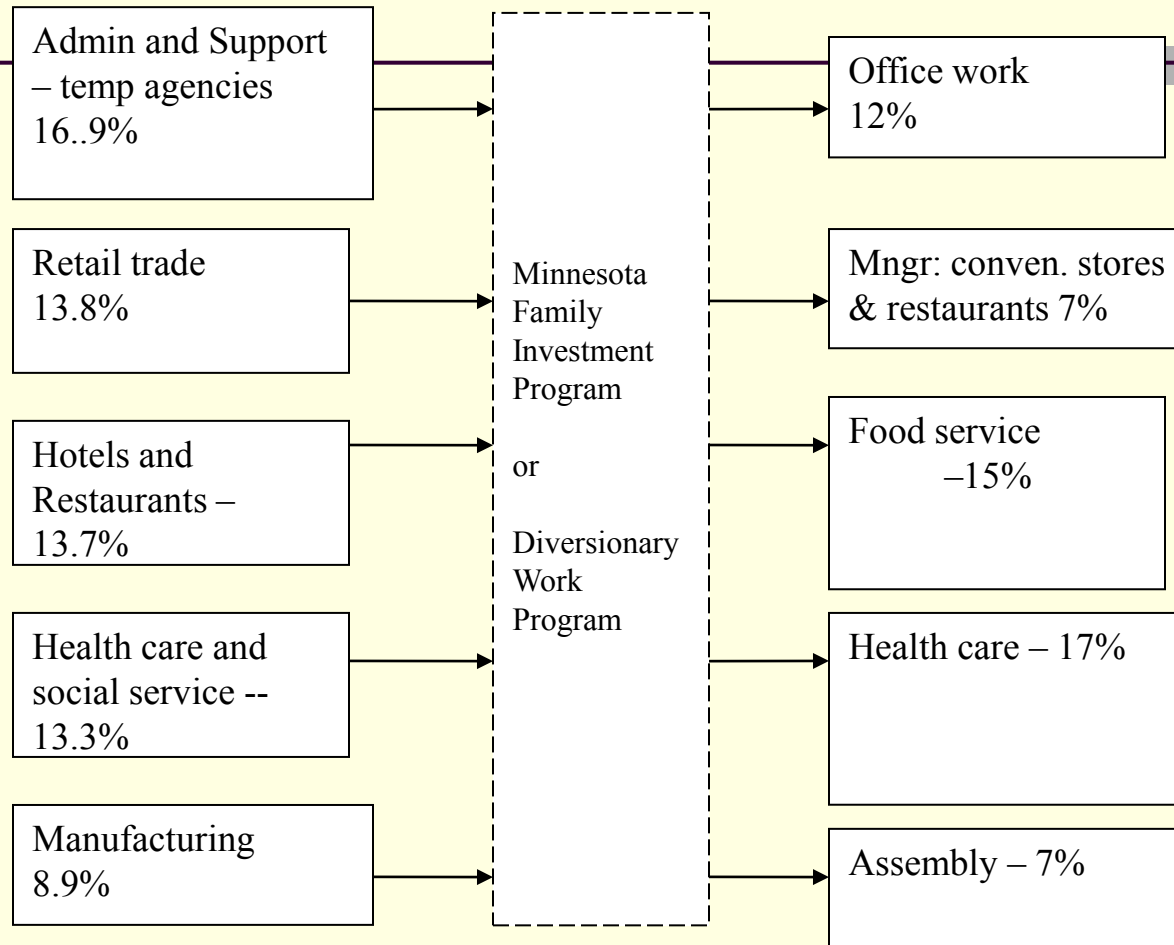 Admin and Support
– temp agencies
16..9%
Retail trade
13.8%
Hotels and
Restaurants –
13.7%
Health care and
social service --
13.3%
Manufacturing
8.9%
Minnesota
Family
Investment
Program
or
Diversionary
Work
Program
Office work
12%
Mngr: conven. stores
& restaurants 7%
Food service
–15%
Health care – 17%
Assembly – 7%